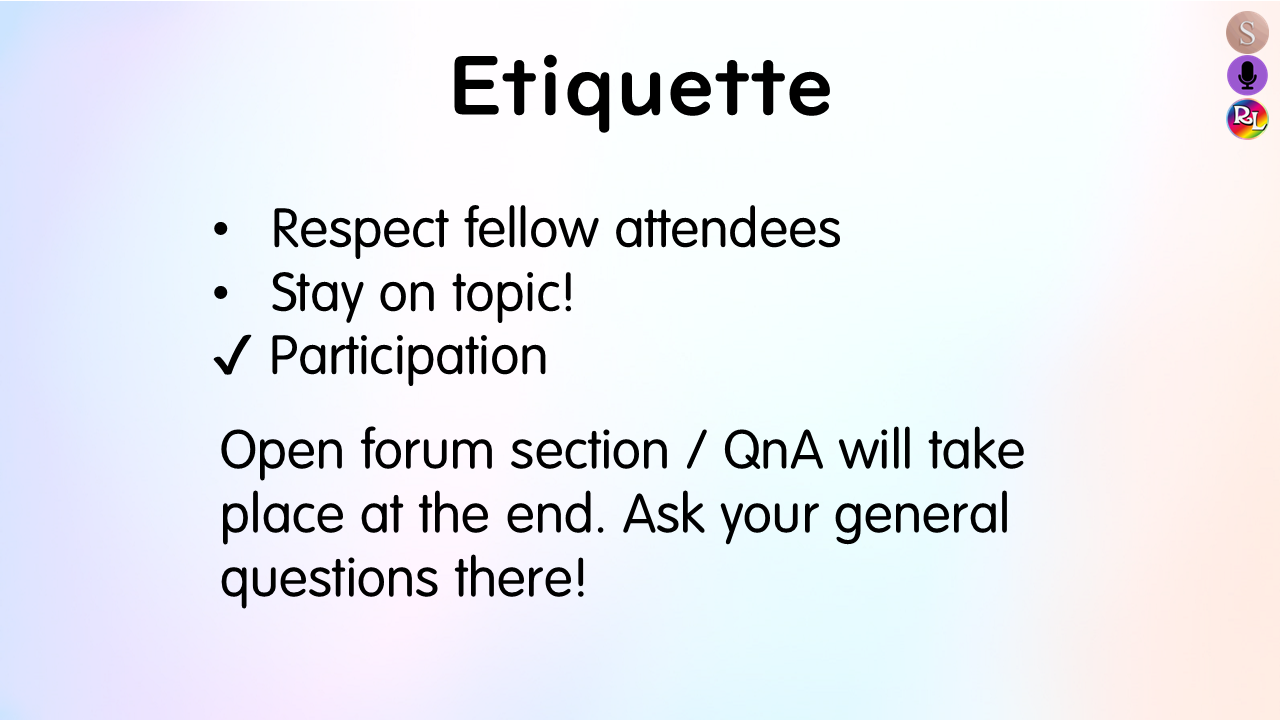 Etiquette
S
RL
• Respect fellow attendees
• Stay on topic!
✓ Participation
Open forum section / QnA will take
place at the end. Ask your general
questions there!